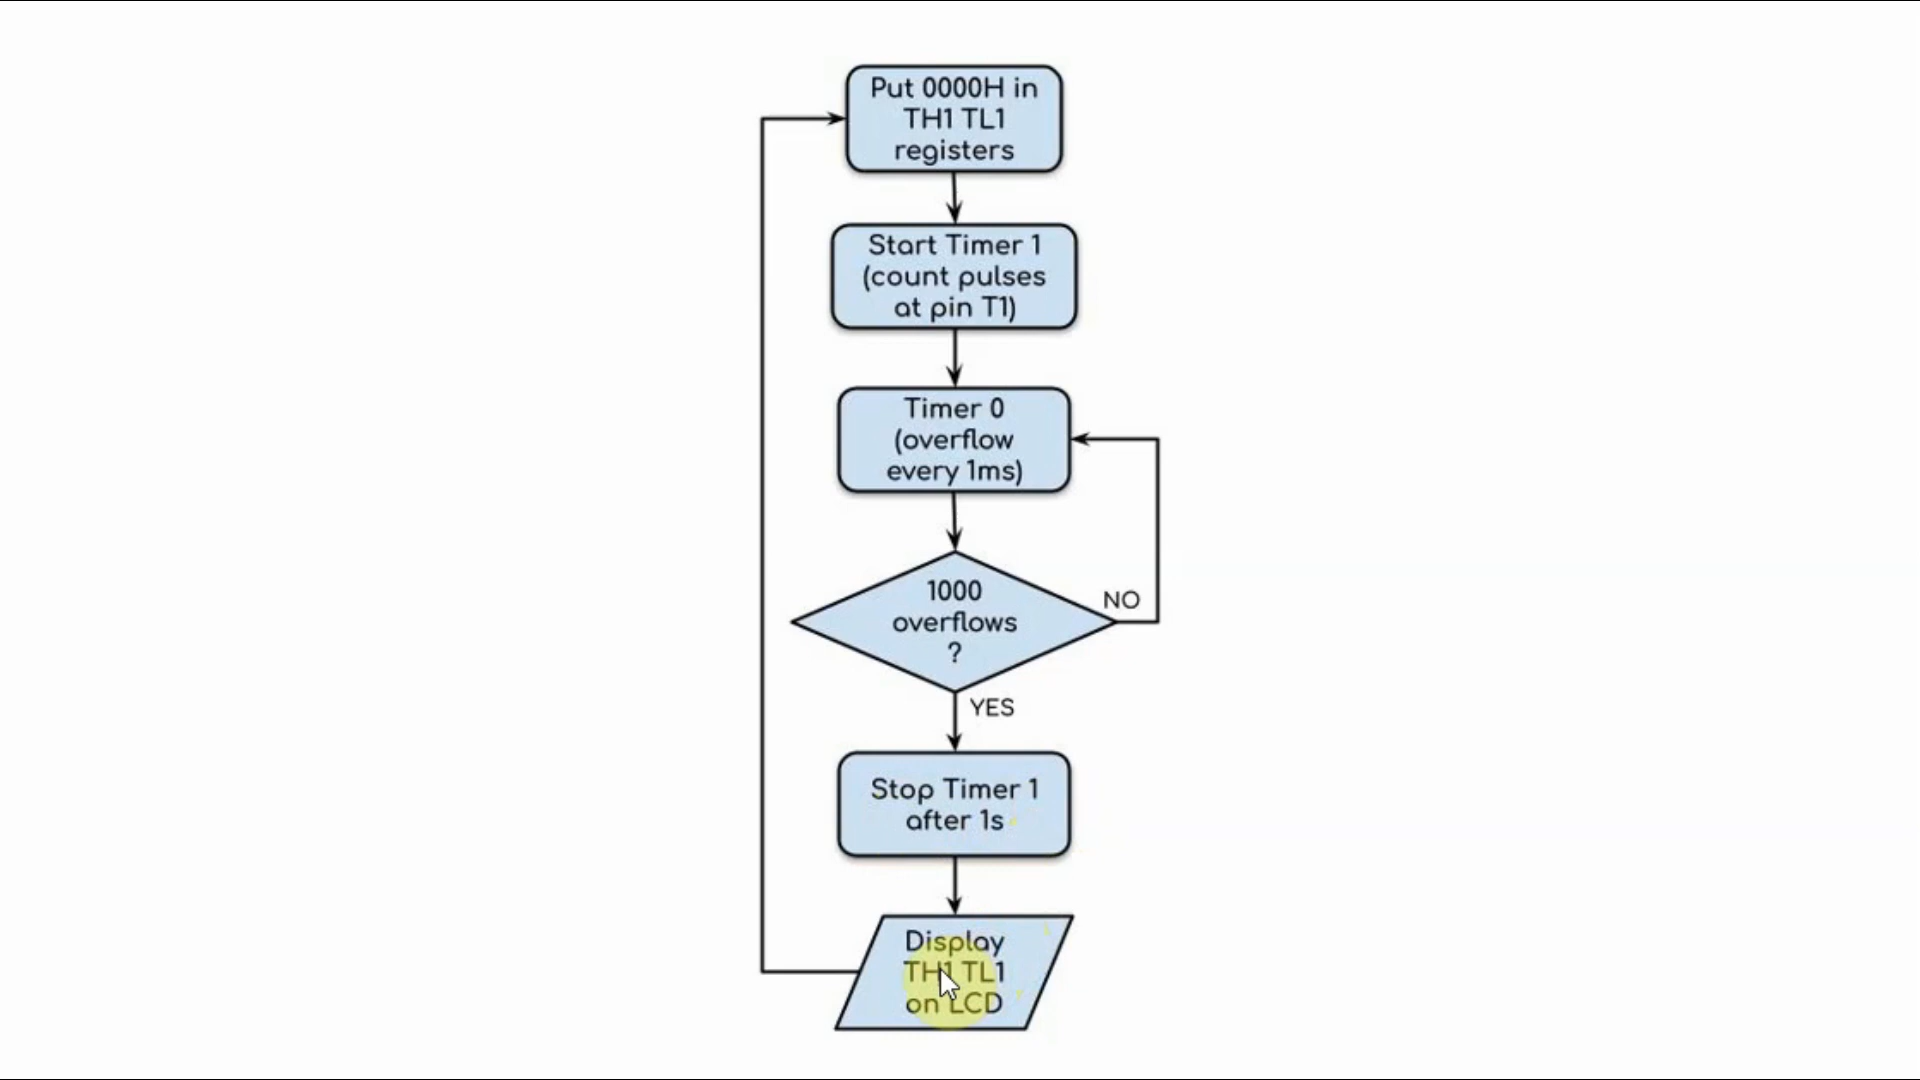 Put 0000H in
TH1 TL1
registers
Start Timer 1
(count pulses
at pin T1)
Timer 0
(overflow
every 1ms)
1000
overflows
?
NO
YES
Stop Timer 1
after 1s
Display
TH1 TL1
on LCD